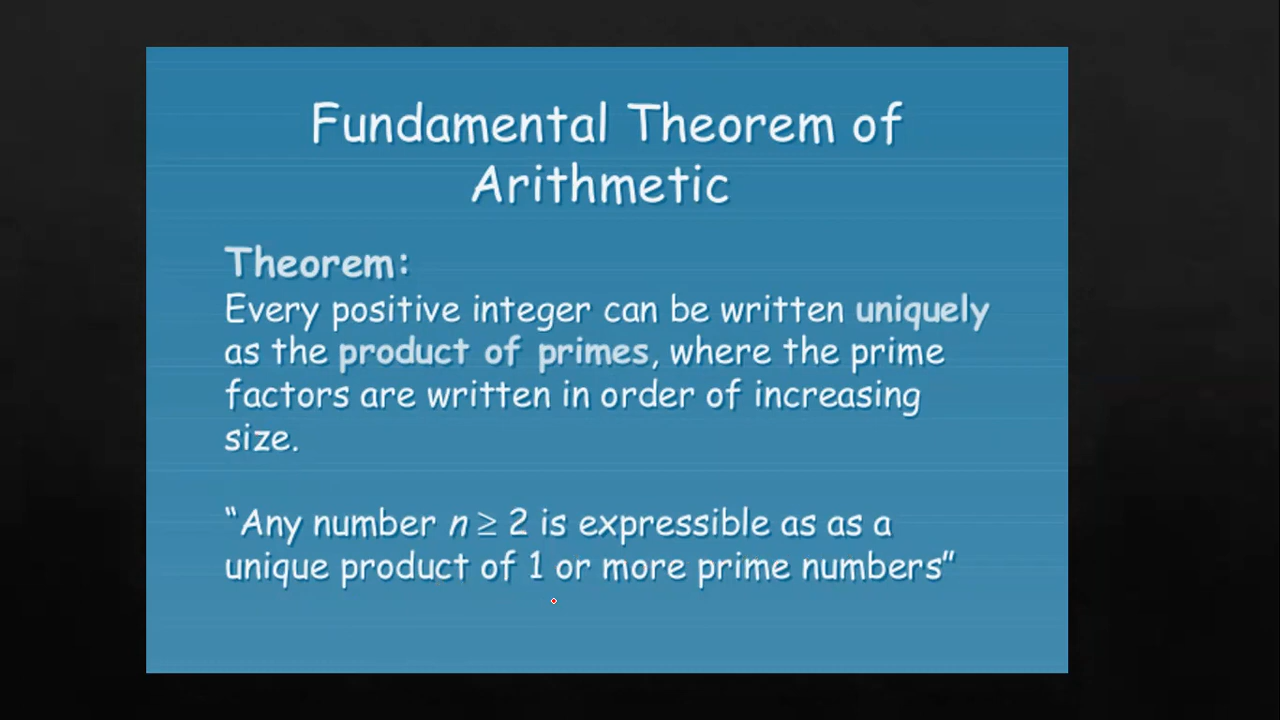 Fundamental Theorem of
Arithmetic
Theorem:
Every positive integer can be written uniquely
as the product of primes, where the prime
factors are written in order of increasing
size.
“Any number n ≥ 2 is expressible as as a
unique product of 1 or more prime numbers”